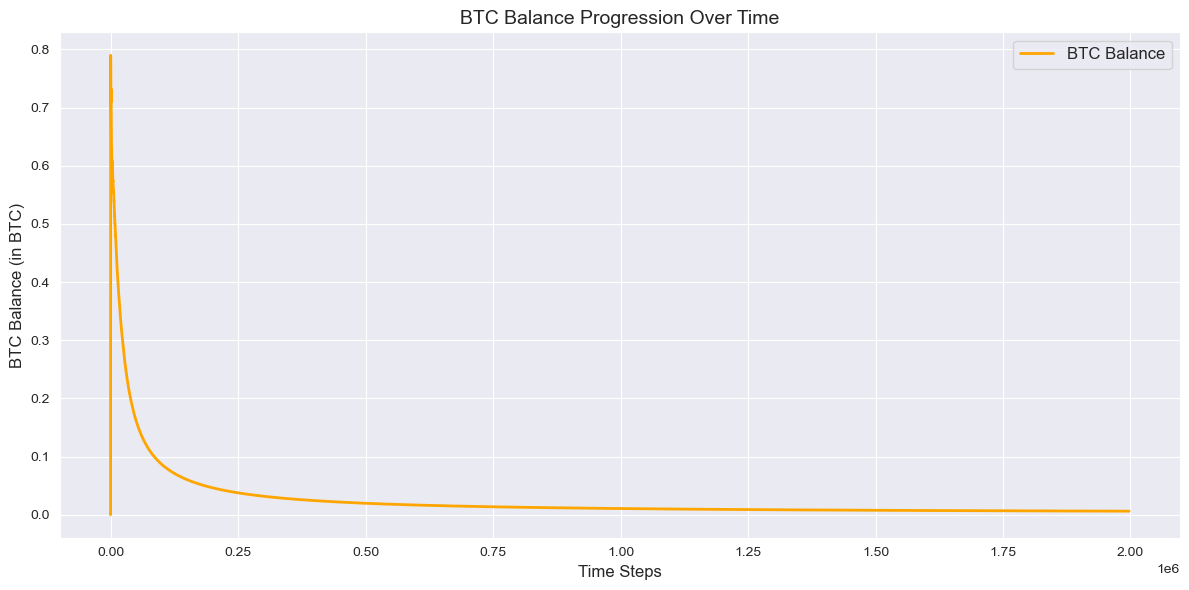 BTC Balance Progression Over Time
BTC Balance
BTC Balance (in BTC)
0.8
0.7
0.6
0.5
0.4
0.3
0.2
0.1
0.0
0.00 0.25 0.50 0.75 1.00 1.25 1.50 1.75 2.00
1e6
Time Steps